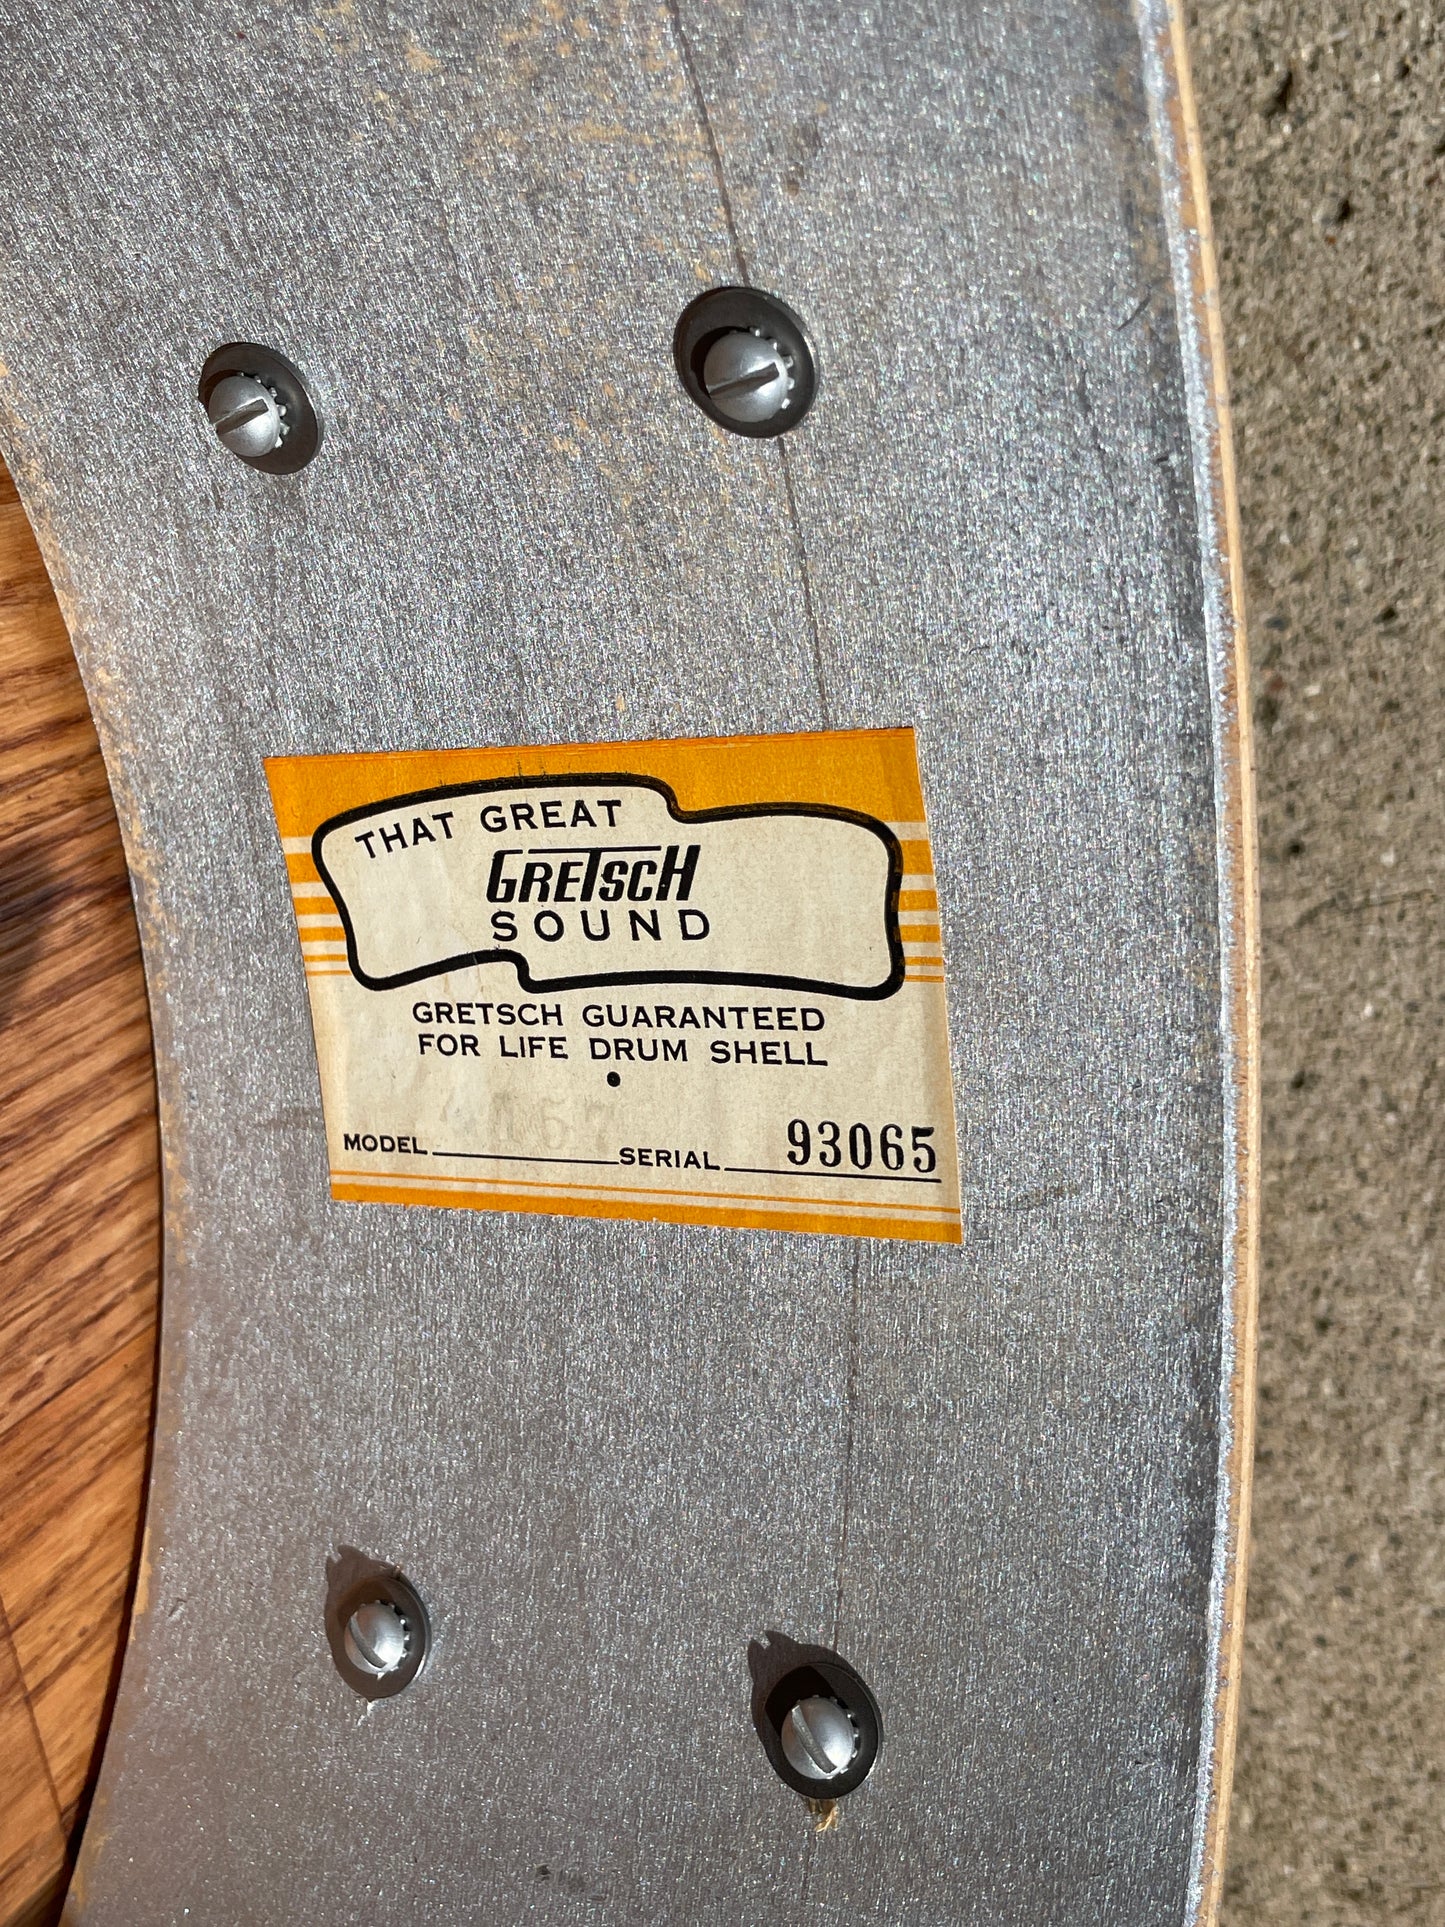 THAT GREAT
GRETSCH
SOUND
GRETSCH GUARANTEED
FOR LIFE DRUM SHELL
•
MODEL SERIAL 93065